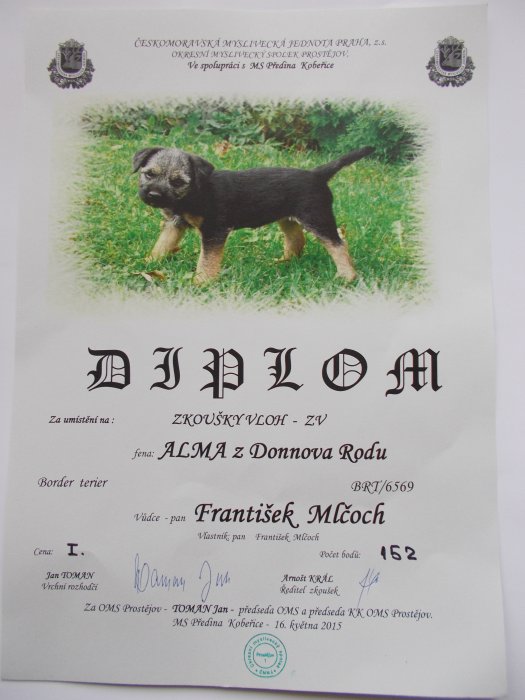 ČESKOMORAVSKÁ MYSLIVECKÁ JEDNOTA PRAHA, z.s.
OKRESNÍ MYSLIVECKÝ SPOLEK PROSTĚJOV,
Ve spolupráci s MS Předina Kobeřice
DIPLOM
Za umístění na : ZKOUŠKY VLOH - ZV
fena: ALMA z Donnova Rodu
Border terier BRT/6569
Vůdce - pan František Mlčoch
Vlastník pan František Mlčoch
Cena: I. Počet bodů: 152
Jan TOMAN Arnošt KRÁL
Vrchní rozhodčí Ředitel zkoušek
Za OMS Prostějov - TOMAN Jan - předseda OMS a předseda KK OMS Prostějov.
MS Předina Kobeřice - 16. května 2015
Prostějov
1